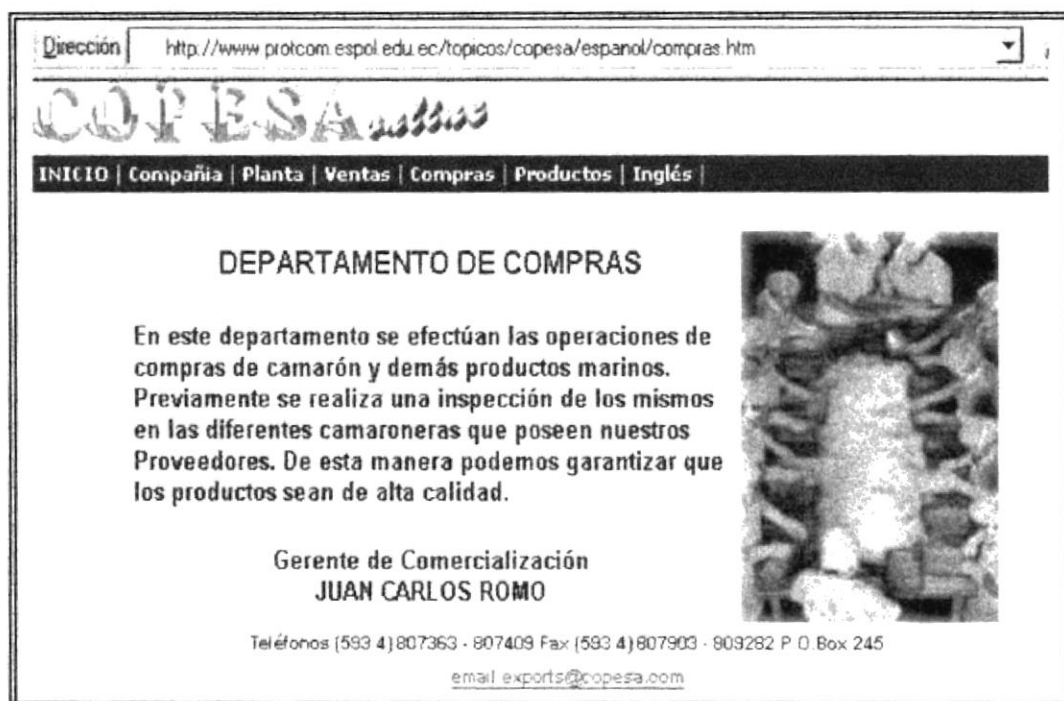 Dirección http://www.protcom.espol.edu.ec/topicos/copesa/espanol/compras.htm
COPESA
INICIO | Compañia | Planta | Ventas | Compras | Productos | Inglés |
DEPARTAMENTO DE COMPRAS
En este departamento se efectúan las operaciones de
compras de camarón y demás productos marinos.
Previamente se realiza una inspección de los mismos
en las diferentes camaroneras que poseen nuestros
Proveedores. De esta manera podemos garantizar que
los productos sean de alta calidad.
Gerente de Comercialización
JUAN CARLOS ROMO
Teléfonos (593 4) 807363 - 807409 Fax (593 4) 807903 - 809282 P.O.Box 245
email exports@copesa.com